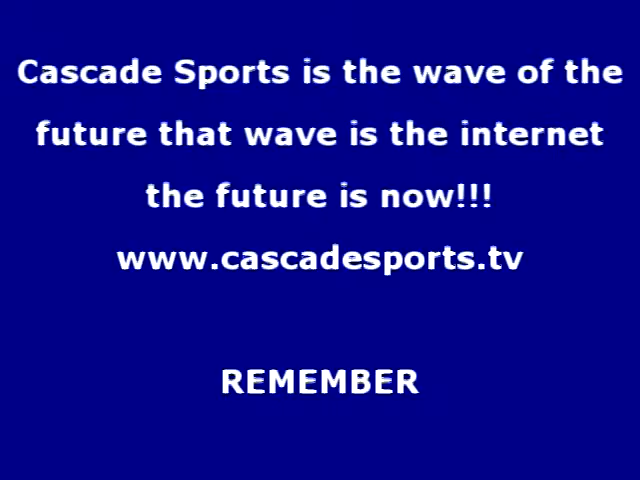 Cascade Sports is the wave of the
future that wave is the internet
the future is now!!!
www.cascadesports.tv
REMEMBER